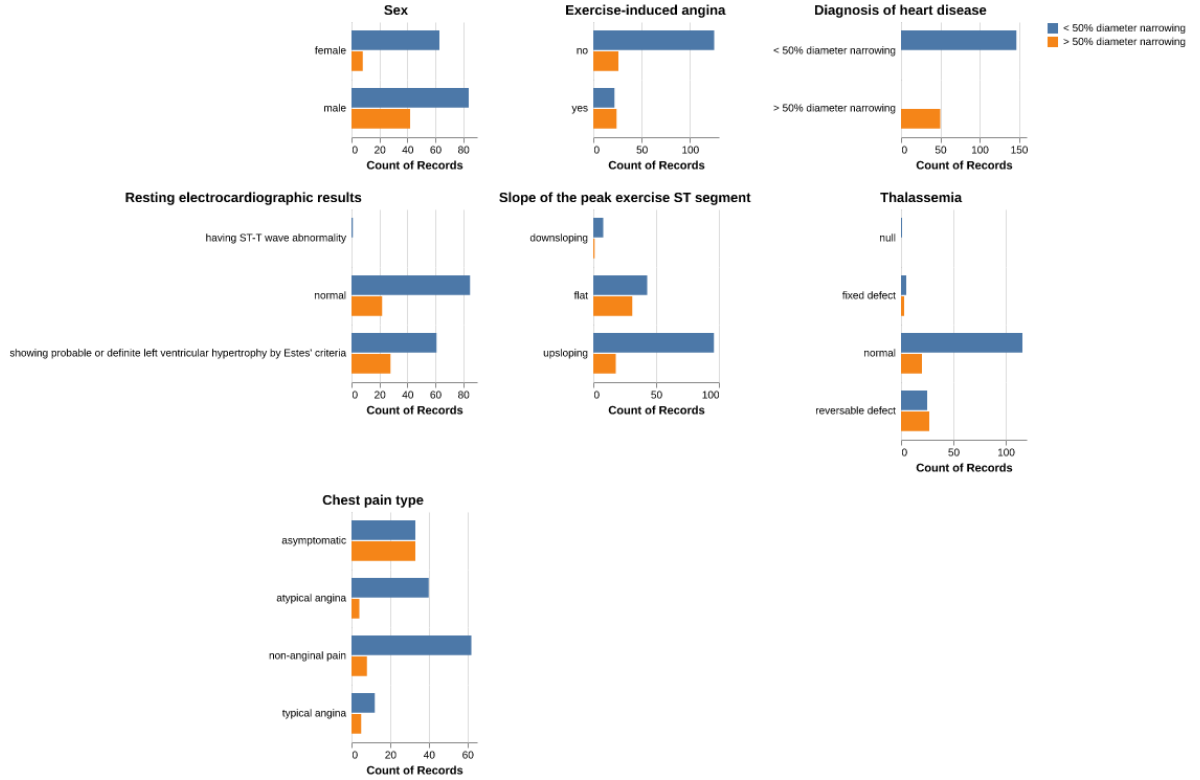 Sex
female
male
0 20 40 60 80
Count of Records
Exercise-induced angina
no
yes
0 50 100
Count of Records
Diagnosis of heart disease
< 50% diameter narrowing
> 50% diameter narrowing
0 50 100 150
Count of Records
< 50% diameter narrowing
> 50% diameter narrowing
Resting electrocardiographic results
having ST-T wave abnormality
normal
showing probable or definite left ventricular hypertrophy by Estes' criteria
0 20 40 60 80
Count of Records
Slope of the peak exercise ST segment
downsloping
flat
upsloping
0 50 100
Count of Records
Thalassemia
null
fixed defect
normal
reversable defect
0 50 100
Count of Records
Chest pain type
asymptomatic
atypical angina
non-anginal pain
typical angina
0 20 40 60
Count of Records